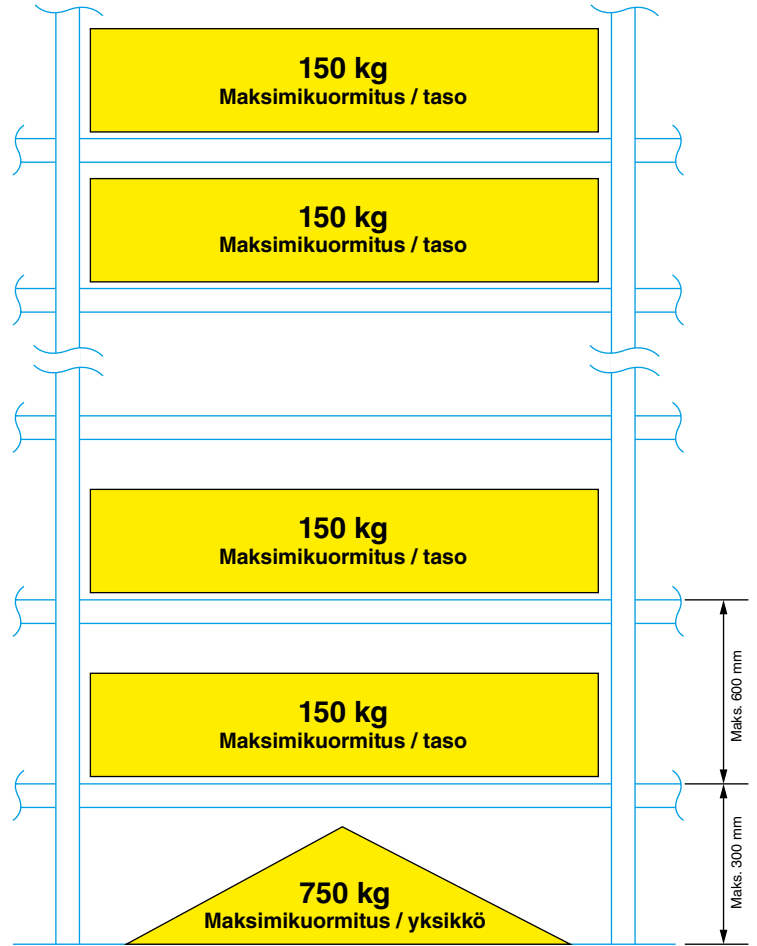 150 kg
Maksimikuormitus / taso
150 kg
Maksimikuormitus / taso
150 kg
Maksimikuormitus / taso
Maks. 600 mm
150 kg
Maksimikuormitus / taso
Maks. 300 mm
750 kg
Maksimikuormitus / yksikkö